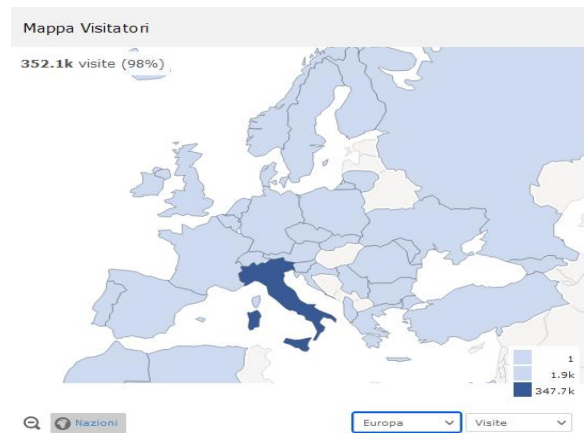 Mappa Visitatori
352.1k visite (98%)
1
1.9k
347.7k
Nazioni
Europa
Visite